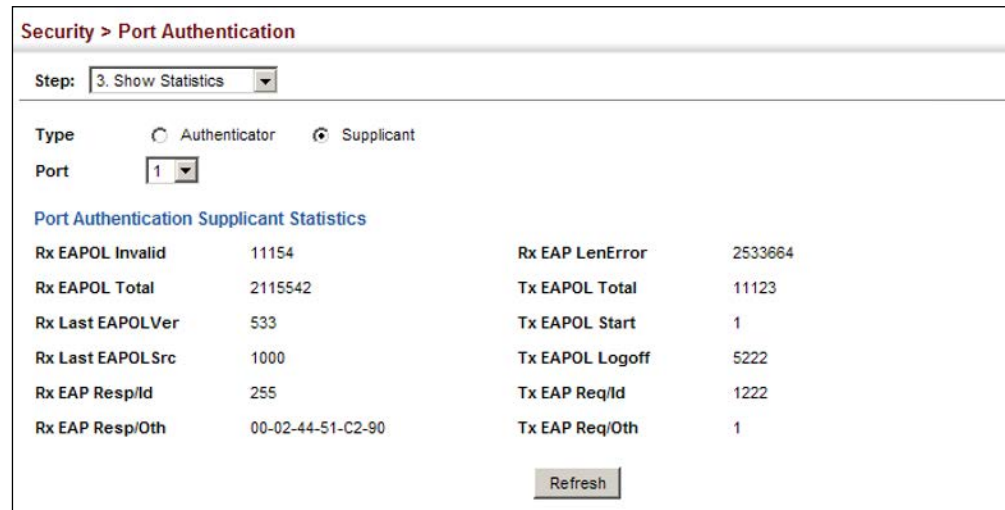 Security > Port Authentication
Step: 3. Show Statistics
Type Authenticator Supplicant
Port 1
Port Authentication Supplicant Statistics
Rx EAPOL Invalid 11154 Rx EAP LenError 2533664
Rx EAPOL Total 2115542 Tx EAPOL Total 11123
Rx Last EAPOLVer 533 Tx EAPOL Start 1
Rx Last EAPOLSrc 1000 Tx EAPOL Logoff 5222
Rx EAP Resp/Id 255 Tx EAP Req/Id 1222
Rx EAP Resp/Oth 00-02-44-51-C2-90 Tx EAP Req/Oth 1
Refresh